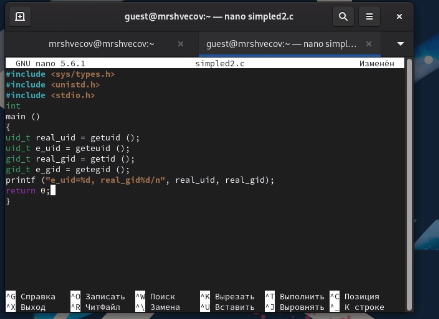 guest@mrshvecov:~ — nano simpled2.c
mrshvecov@mrshvecov:~
guest@mrshvecov:~ — nano simpl...
GNU nano 5.6.1 simpled2.c Изменён
#include <sys/types.h>
#include <unistd.h>
#include <stdio.h>
int
main ()
{
uid_t real_uid = getuid ();
uid_t e_uid = geteuid ();
gid_t real_gid = getid ();
gid_t e_gid = getegid ();
printf ("e_uid=%d, real_gid%d/n", real_uid, real_gid);
return 0;
}
^G Справка ^O Записать ^W Поиск ^K Вырезать ^T Выполнить ^C Позиция
^X Выход ^R ЧитФайл ^\ Замена ^U Вставить ^J Выровнять ^_ К строке